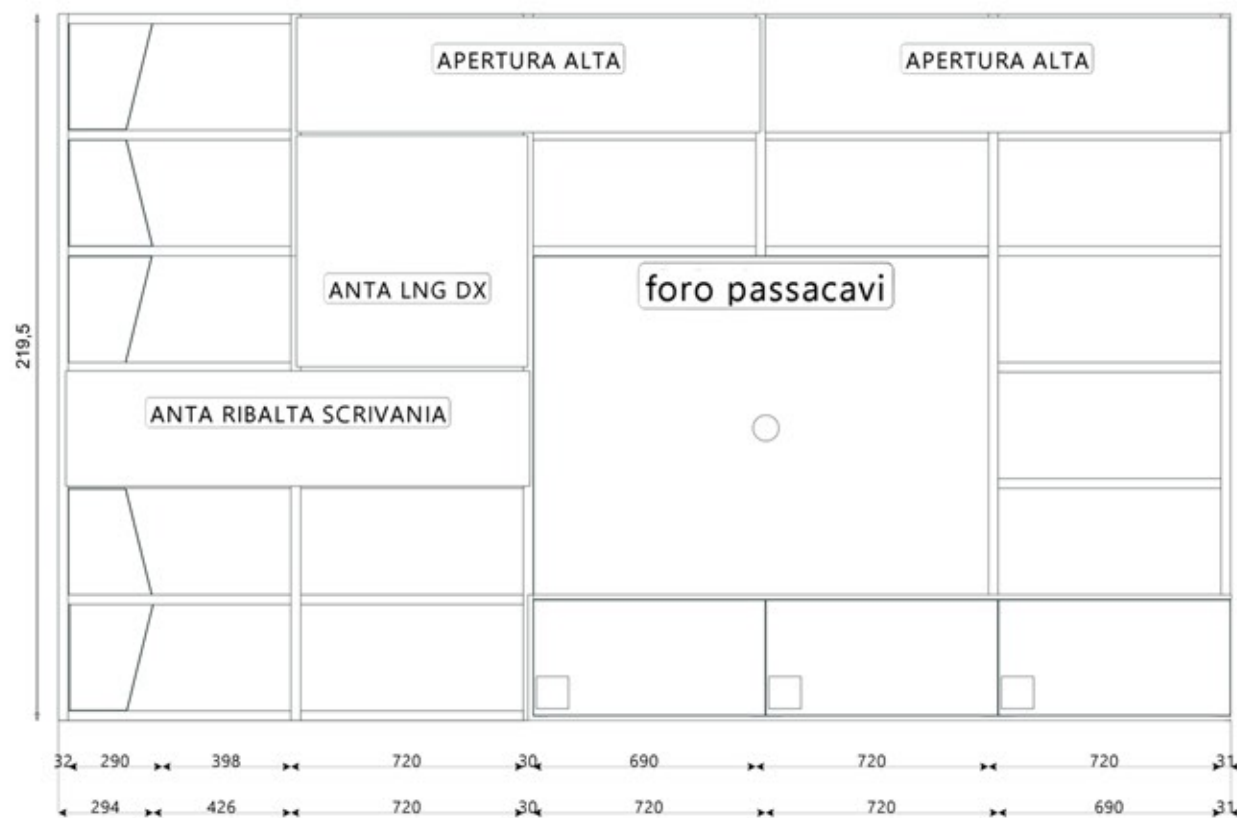 APERTURA ALTA
APERTURA ALTA
ANTA LNG DX
foro passacavi
219,5
ANTA RIBALTA SCRIVANIA
32 290 398 720 30 690 720 720 31
294 426 720 30 720 720 690 31